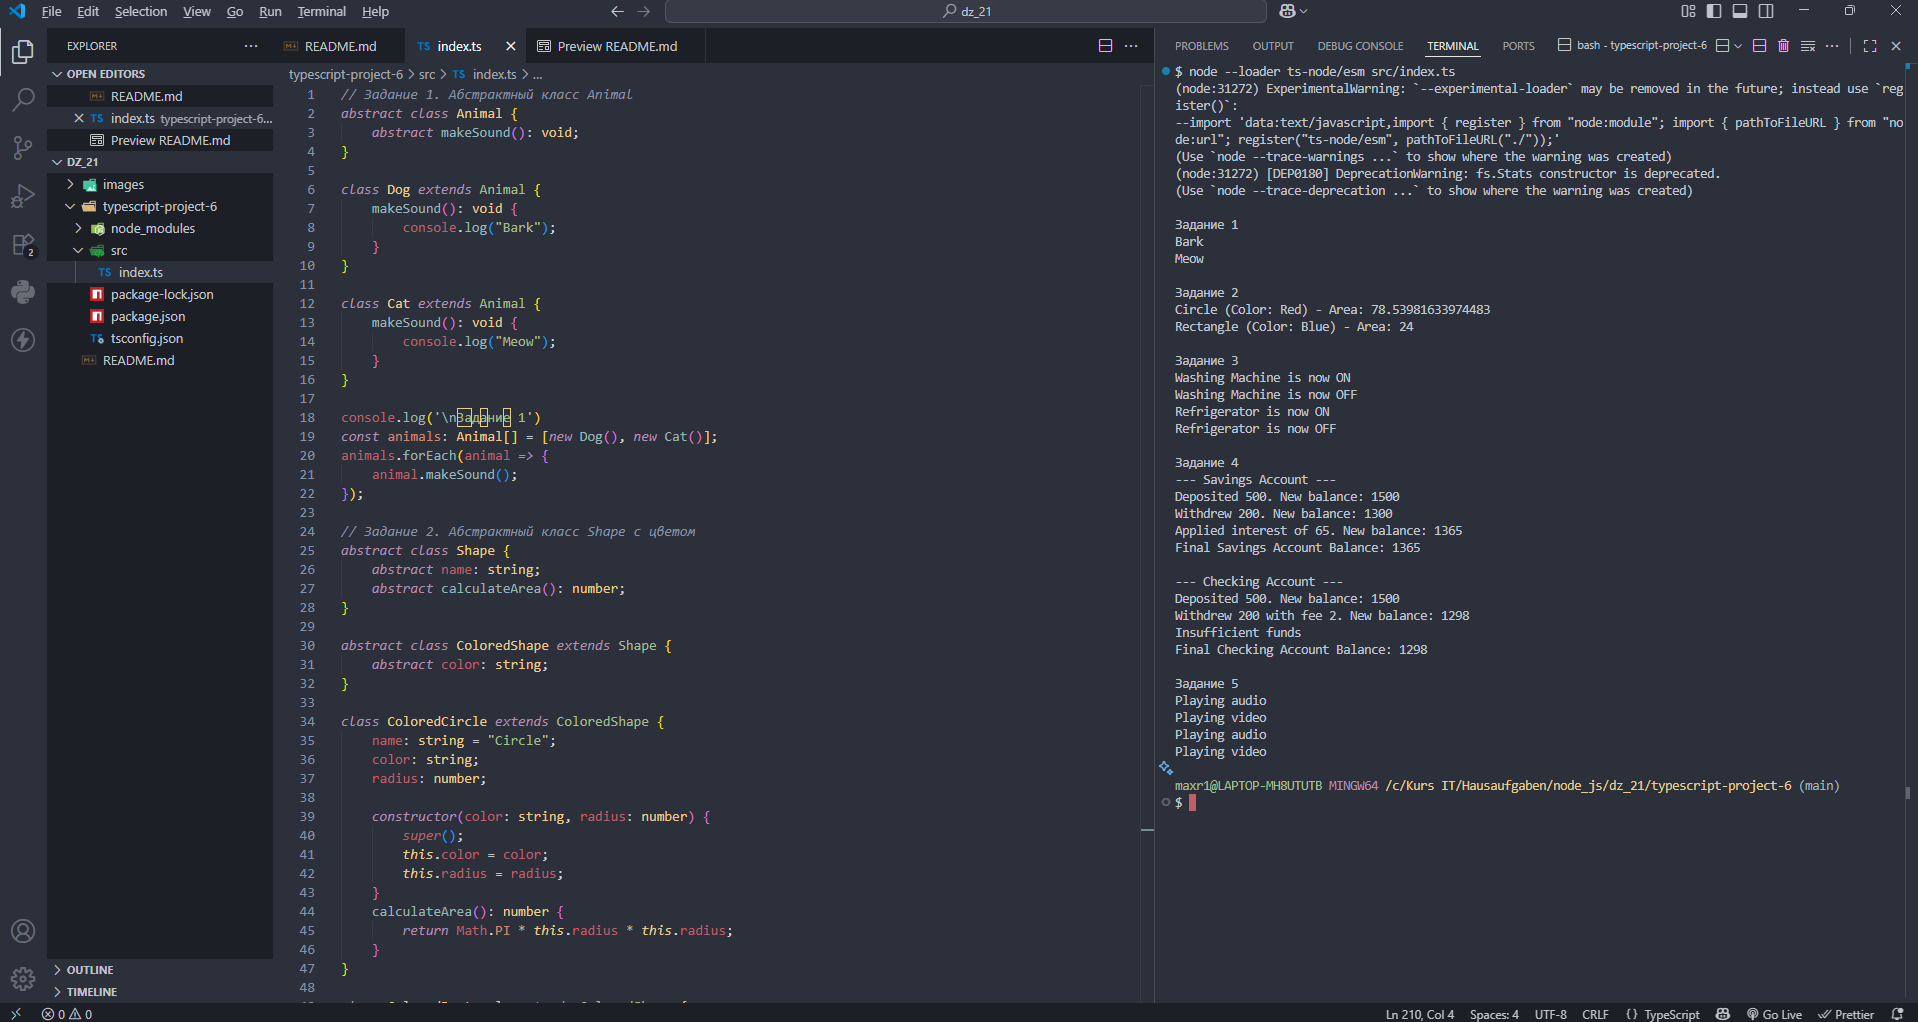 File Edit Selection View Go Run Terminal Help
dz_21
EXPLORER
OPEN EDITORS
README.md
TS index.ts typescript-project-6...
Preview README.md
DZ_21
images
typescript-project-6
node_modules
src
TS index.ts
package-lock.json
package.json
TS tsconfig.json
README.md
OUTLINE
TIMELINE
README.md
TS index.ts
Preview README.md
typescript-project-6 > src > TS index.ts > ...
1 // Задание 1. Абстрактный класс Animal
2 abstract class Animal {
3 abstract makeSound(): void;
4 }
5
6 class Dog extends Animal {
7 makeSound(): void {
8 console.log("Bark");
9 }
10 }
11
12 class Cat extends Animal {
13 makeSound(): void {
14 console.log("Meow");
15 }
16 }
17
18 console.log('\nЗадание 1')
19 const animals: Animal[] = [new Dog(), new Cat()];
20 animals.forEach(animal => {
21 animal.makeSound();
22 });
23
24 // Задание 2. Абстрактный класс Shape с цветом
25 abstract class Shape {
26 abstract name: string;
27 abstract calculateArea(): number;
28 }
29
30 abstract class ColoredShape extends Shape {
31 abstract color: string;
32 }
33
34 class ColoredCircle extends ColoredShape {
35 name: string = "Circle";
36 color: string;
37 radius: number;
38
39 constructor(color: string, radius: number) {
40 super();
41 this.color = color;
42 this.radius = radius;
43 }
44 calculateArea(): number {
45 return Math.PI * this.radius * this.radius;
46 }
47 }
48
PROBLEMS OUTPUT DEBUG CONSOLE TERMINAL PORTS bash - typescript-project-6
$ node --loader ts-node/esm src/index.ts
(node:31272) ExperimentalWarning: `--experimental-loader` may be removed in the future; instead use `reg
ister()`:
--import 'data:text/javascript,import { register } from "node:module"; import { pathToFileURL } from "no
de:url"; register("ts-node/esm", pathToFileURL("./"));'
(Use `node --trace-warnings ...` to show where the warning was created)
(node:31272) [DEP0180] DeprecationWarning: fs.Stats constructor is deprecated.
(Use `node --trace-deprecation ...` to show where the warning was created)
Задание 1
Bark
Meow
Задание 2
Circle (Color: Red) - Area: 78.53981633974483
Rectangle (Color: Blue) - Area: 24
Задание 3
Washing Machine is now ON
Washing Machine is now OFF
Refrigerator is now ON
Refrigerator is now OFF
Задание 4
--- Savings Account ---
Deposited 500. New balance: 1500
Withdrew 200. New balance: 1300
Applied interest of 65. New balance: 1365
Final Savings Account Balance: 1365
--- Checking Account ---
Deposited 500. New balance: 1500
Withdrew 200 with fee 2. New balance: 1298
Insufficient funds
Final Checking Account Balance: 1298
Задание 5
Playing audio
Playing video
Playing audio
Playing video
maxr1@LAPTOP-MH8UTUTB MINGW64 /c/Kurs IT/Hausaufgaben/node_js/dz_21/typescript-project-6 (main)
$
2
0 0
Ln 210, Col 4 Spaces: 4 UTF-8 CRLF {} TypeScript Go Live Prettier